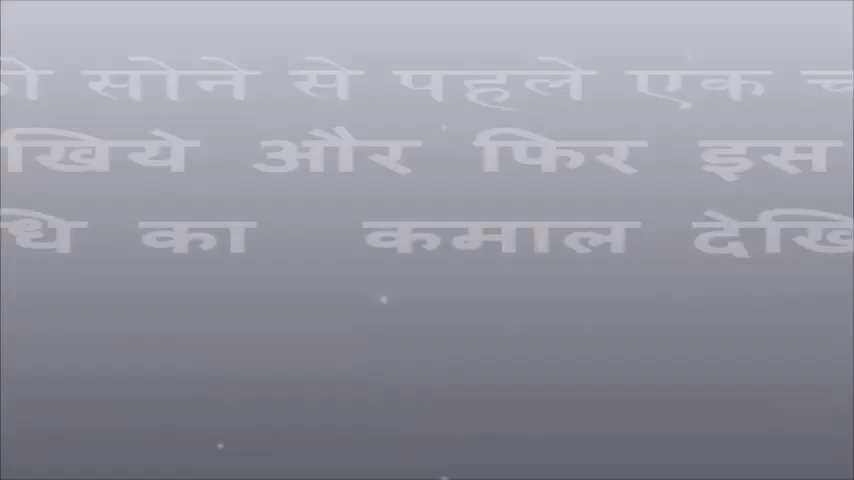 को सोने से पहले एक च
खिये और फिर इस
धि का कमाल देखि